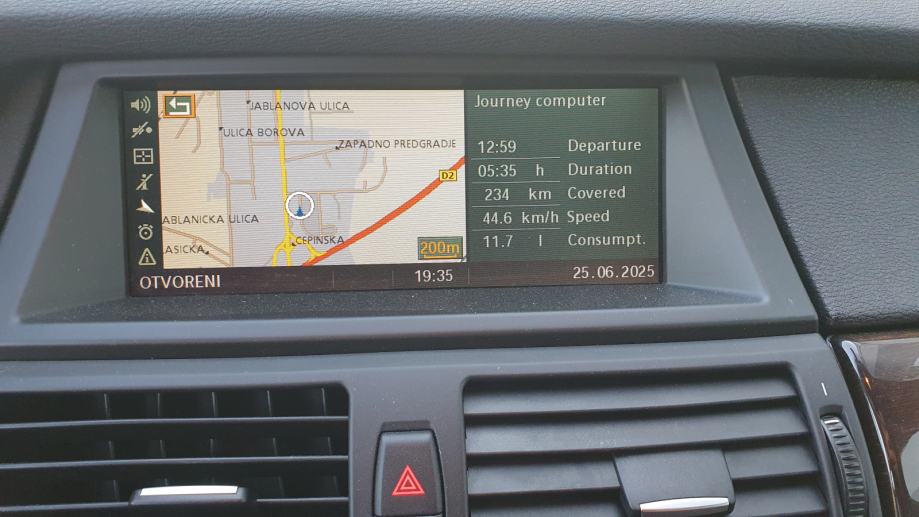 JABLANOVA ULICA
ULICA BOROVA
ZAPADNO PREDGRADJE
D2
ABLANICKA ULICA
CEPINSKA
ASICKA
200m
Journey computer
12:59 Departure
05:35 h Duration
234 km Covered
44.6 km/h Speed
11.7 l Consumpt.
OTVORENI 19:35 25.06.2025